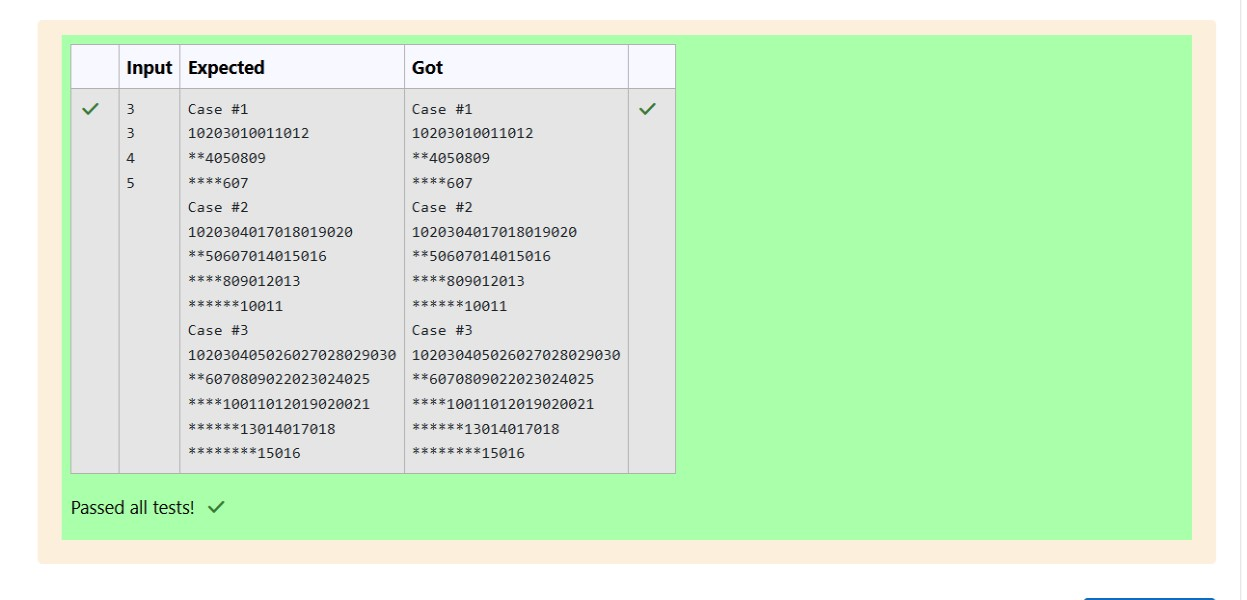 Input Expected Got
3 Case #1 Case #1
3 10203010011012 10203010011012
4 **4050809 **4050809
5 ****607 ****607
Case #2 Case #2
1020304017018019020 1020304017018019020
**50607014015016 **50607014015016
****809012013 ****809012013
******10011 ******10011
Case #3 Case #3
102030405026027028029030 102030405026027028029030
**6070809022023024025 **6070809022023024025
****10011012019020021 ****10011012019020021
******13014017018 ******13014017018
********15016 ********15016
Passed all tests!